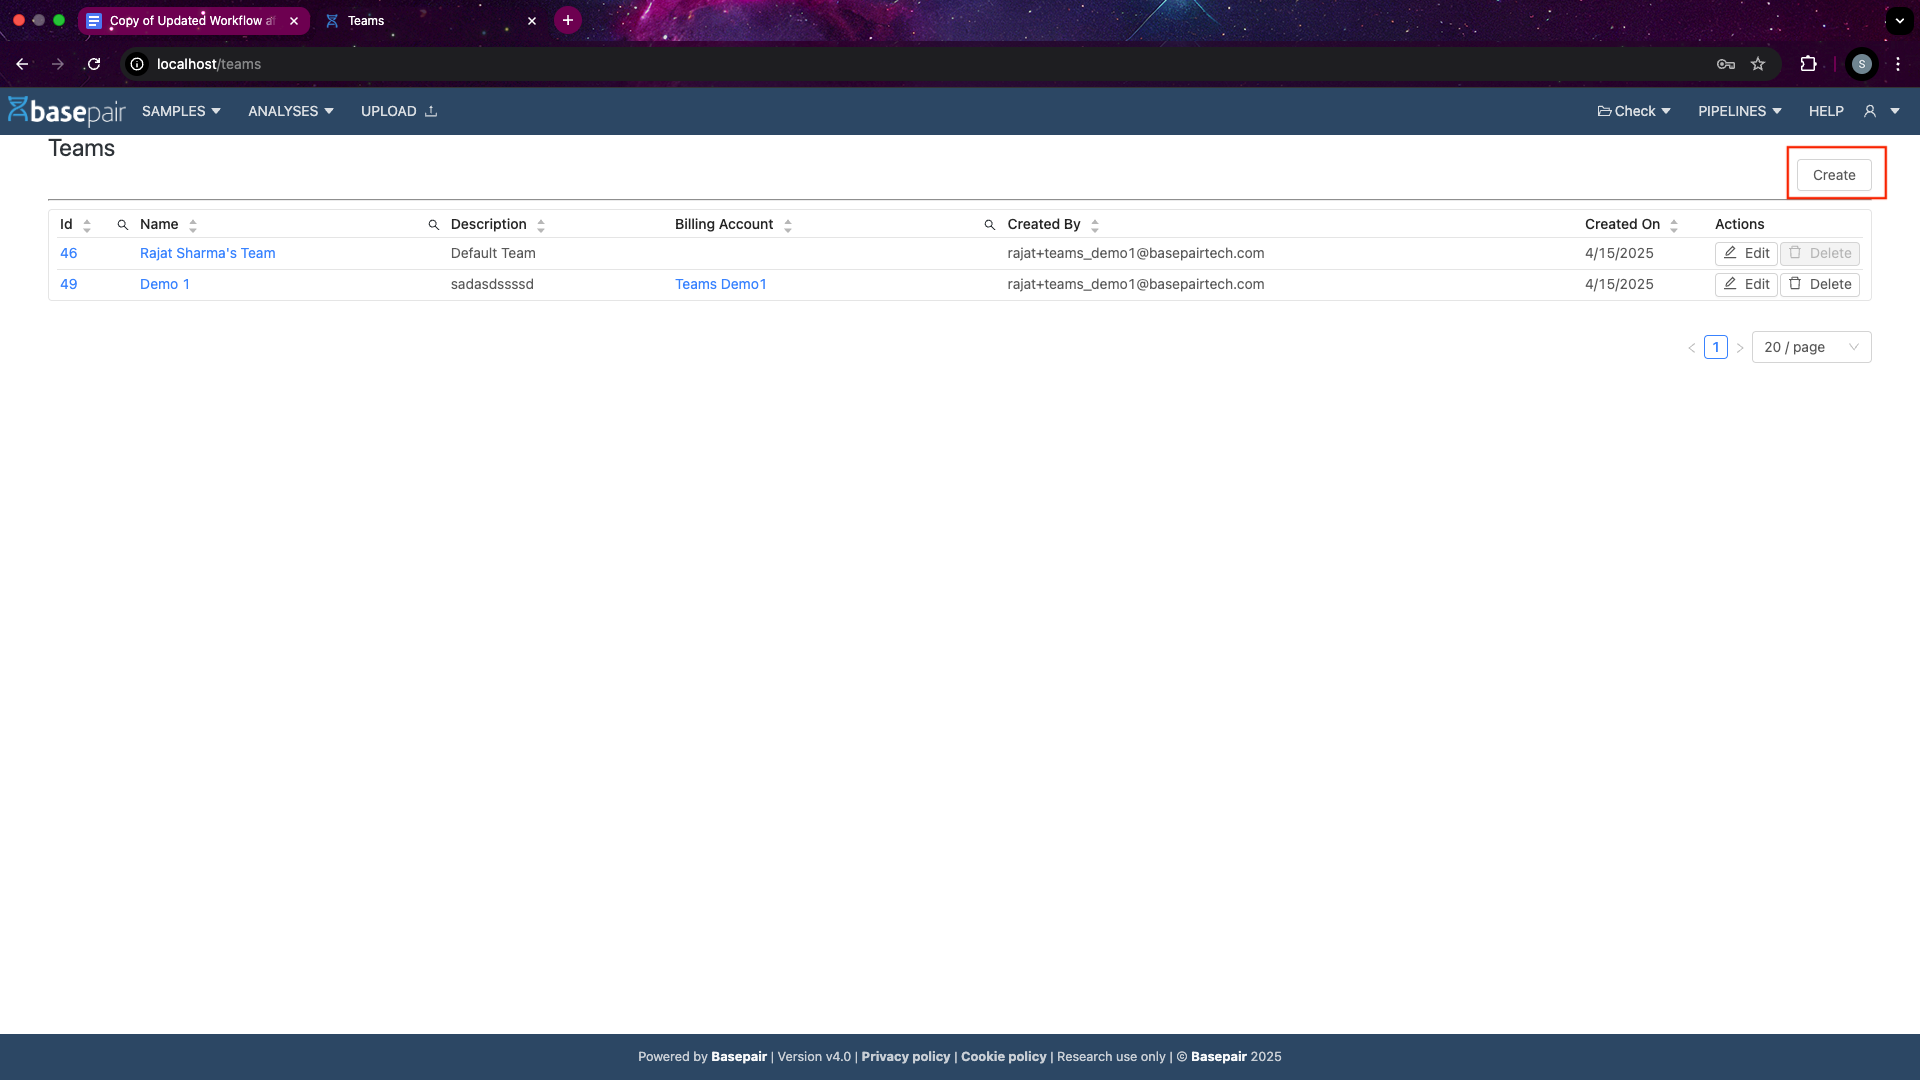 Copy of Updated Workflow a
Teams
localhost/teams
S
basepair SAMPLES ANALYSES UPLOAD Check PIPELINES HELP
Teams
Create
Id Name Description Billing Account Created By Created On Actions
46 Rajat Sharma's Team Default Team rajat+teams_demo1@basepairtech.com 4/15/2025 Edit Delete
49 Demo 1 sadasdssssd Teams Demo1 rajat+teams_demo1@basepairtech.com 4/15/2025 Edit Delete
< 1 > 20 / page
Powered by Basepair | Version v4.0 | Privacy policy | Cookie policy | Research use only | © Basepair 2025